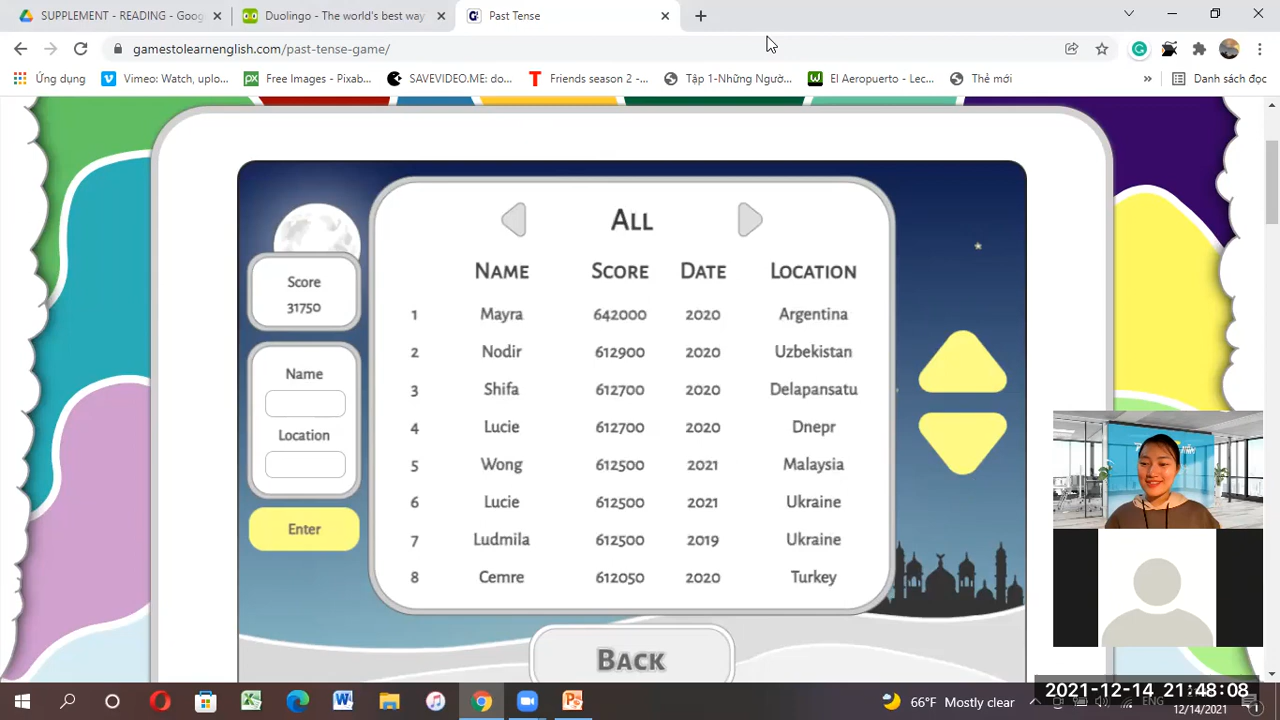 SUPPLEMENT - READING - Goog
Duolingo - The world's best way
Past Tense
gamestolearnenglish.com/past-tense-game/
Ứng dụng
Vimeo: Watch, uplo...
Free Images - Pixab...
SAVEVIDEO.ME: do...
Friends season 2 -...
Tập 1-Những Ngườ...
El Aeropuerto - Lec...
Thẻ mới
»
Danh sách đọc
ALL
NAME SCORE DATE LOCATION
1 Mayra 642000 2020 Argentina
2 Nodir 612900 2020 Uzbekistan
3 Shifa 612700 2020 Delapansatu
4 Lucie 612700 2020 Dnepr
5 Wong 612500 2021 Malaysia
6 Lucie 612500 2021 Ukraine
7 Ludmila 612500 2019 Ukraine
8 Cemre 612050 2020 Turkey
Score
31750
Name
Location
Enter
BACK
66°F Mostly clear
ENG
2021-12-14 21:48:08
12/14/2021